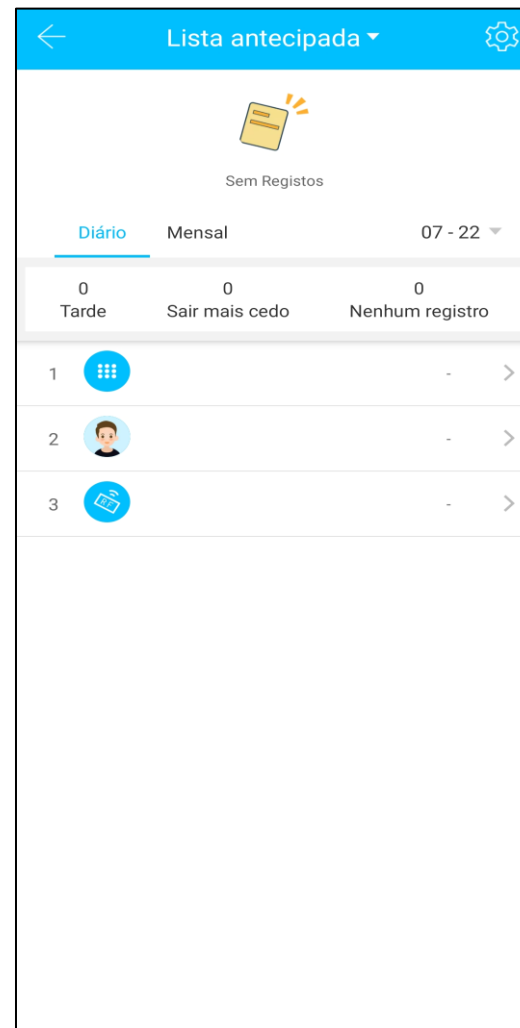 Lista antecipada
Sem Registos
Diário Mensal 07 - 22
0 0 0
Tarde Sair mais cedo Nenhum registro
1 -
2 -
3 RF -